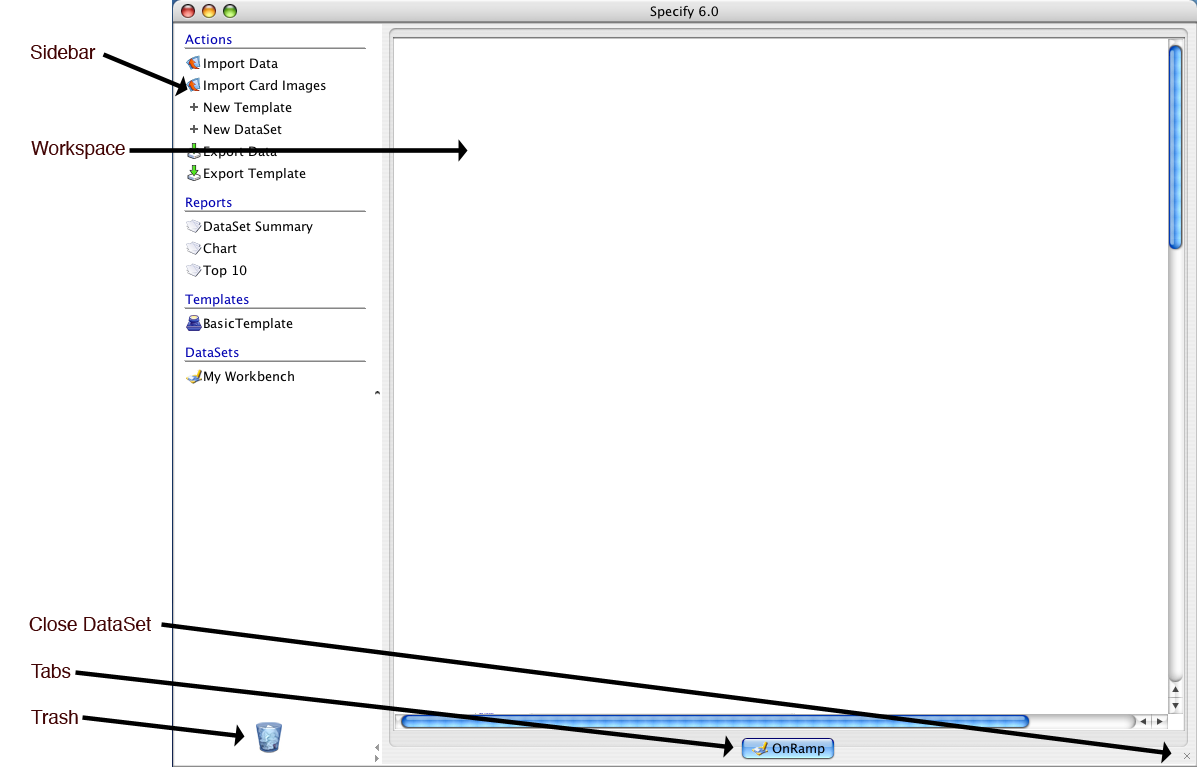 Specify 6.0
Sidebar
Actions
Import Data
Import Card Images
New Template
New DataSet
Workspace
Export Data
Export Template
Reports
DataSet Summary
Chart
Top 10
Templates
BasicTemplate
DataSets
My Workbench
Close DataSet
Tabs
Trash
OnRamp